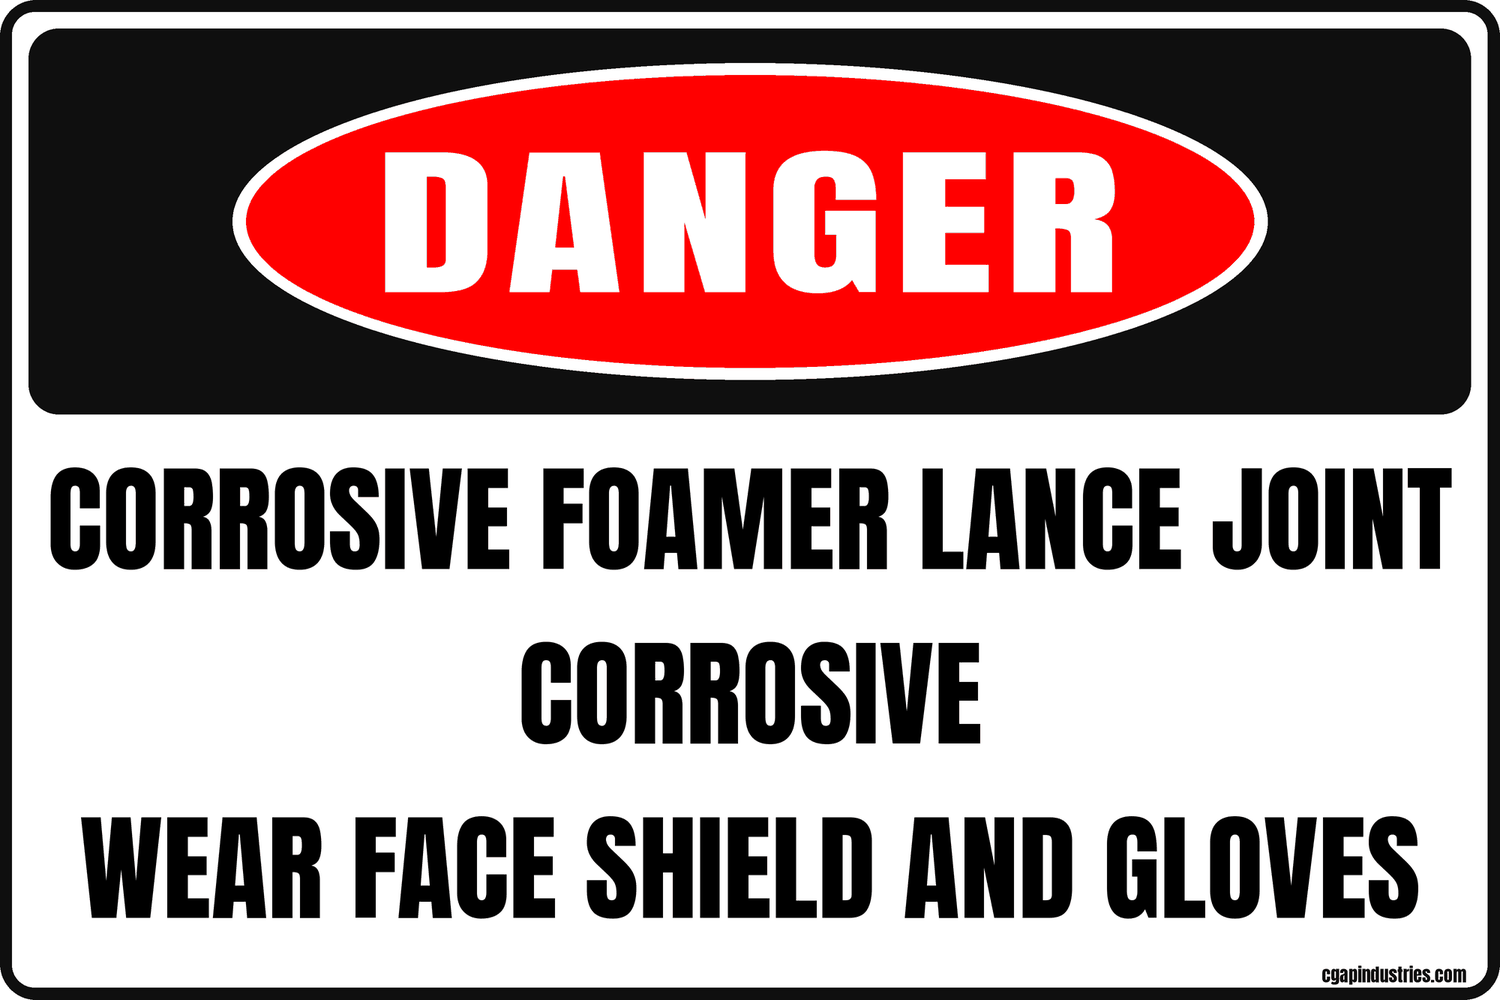 DANGER
CORROSIVE FOAMER LANCE JOINT
CORROSIVE
WEAR FACE SHIELD AND GLOVES
cgapindustries.com